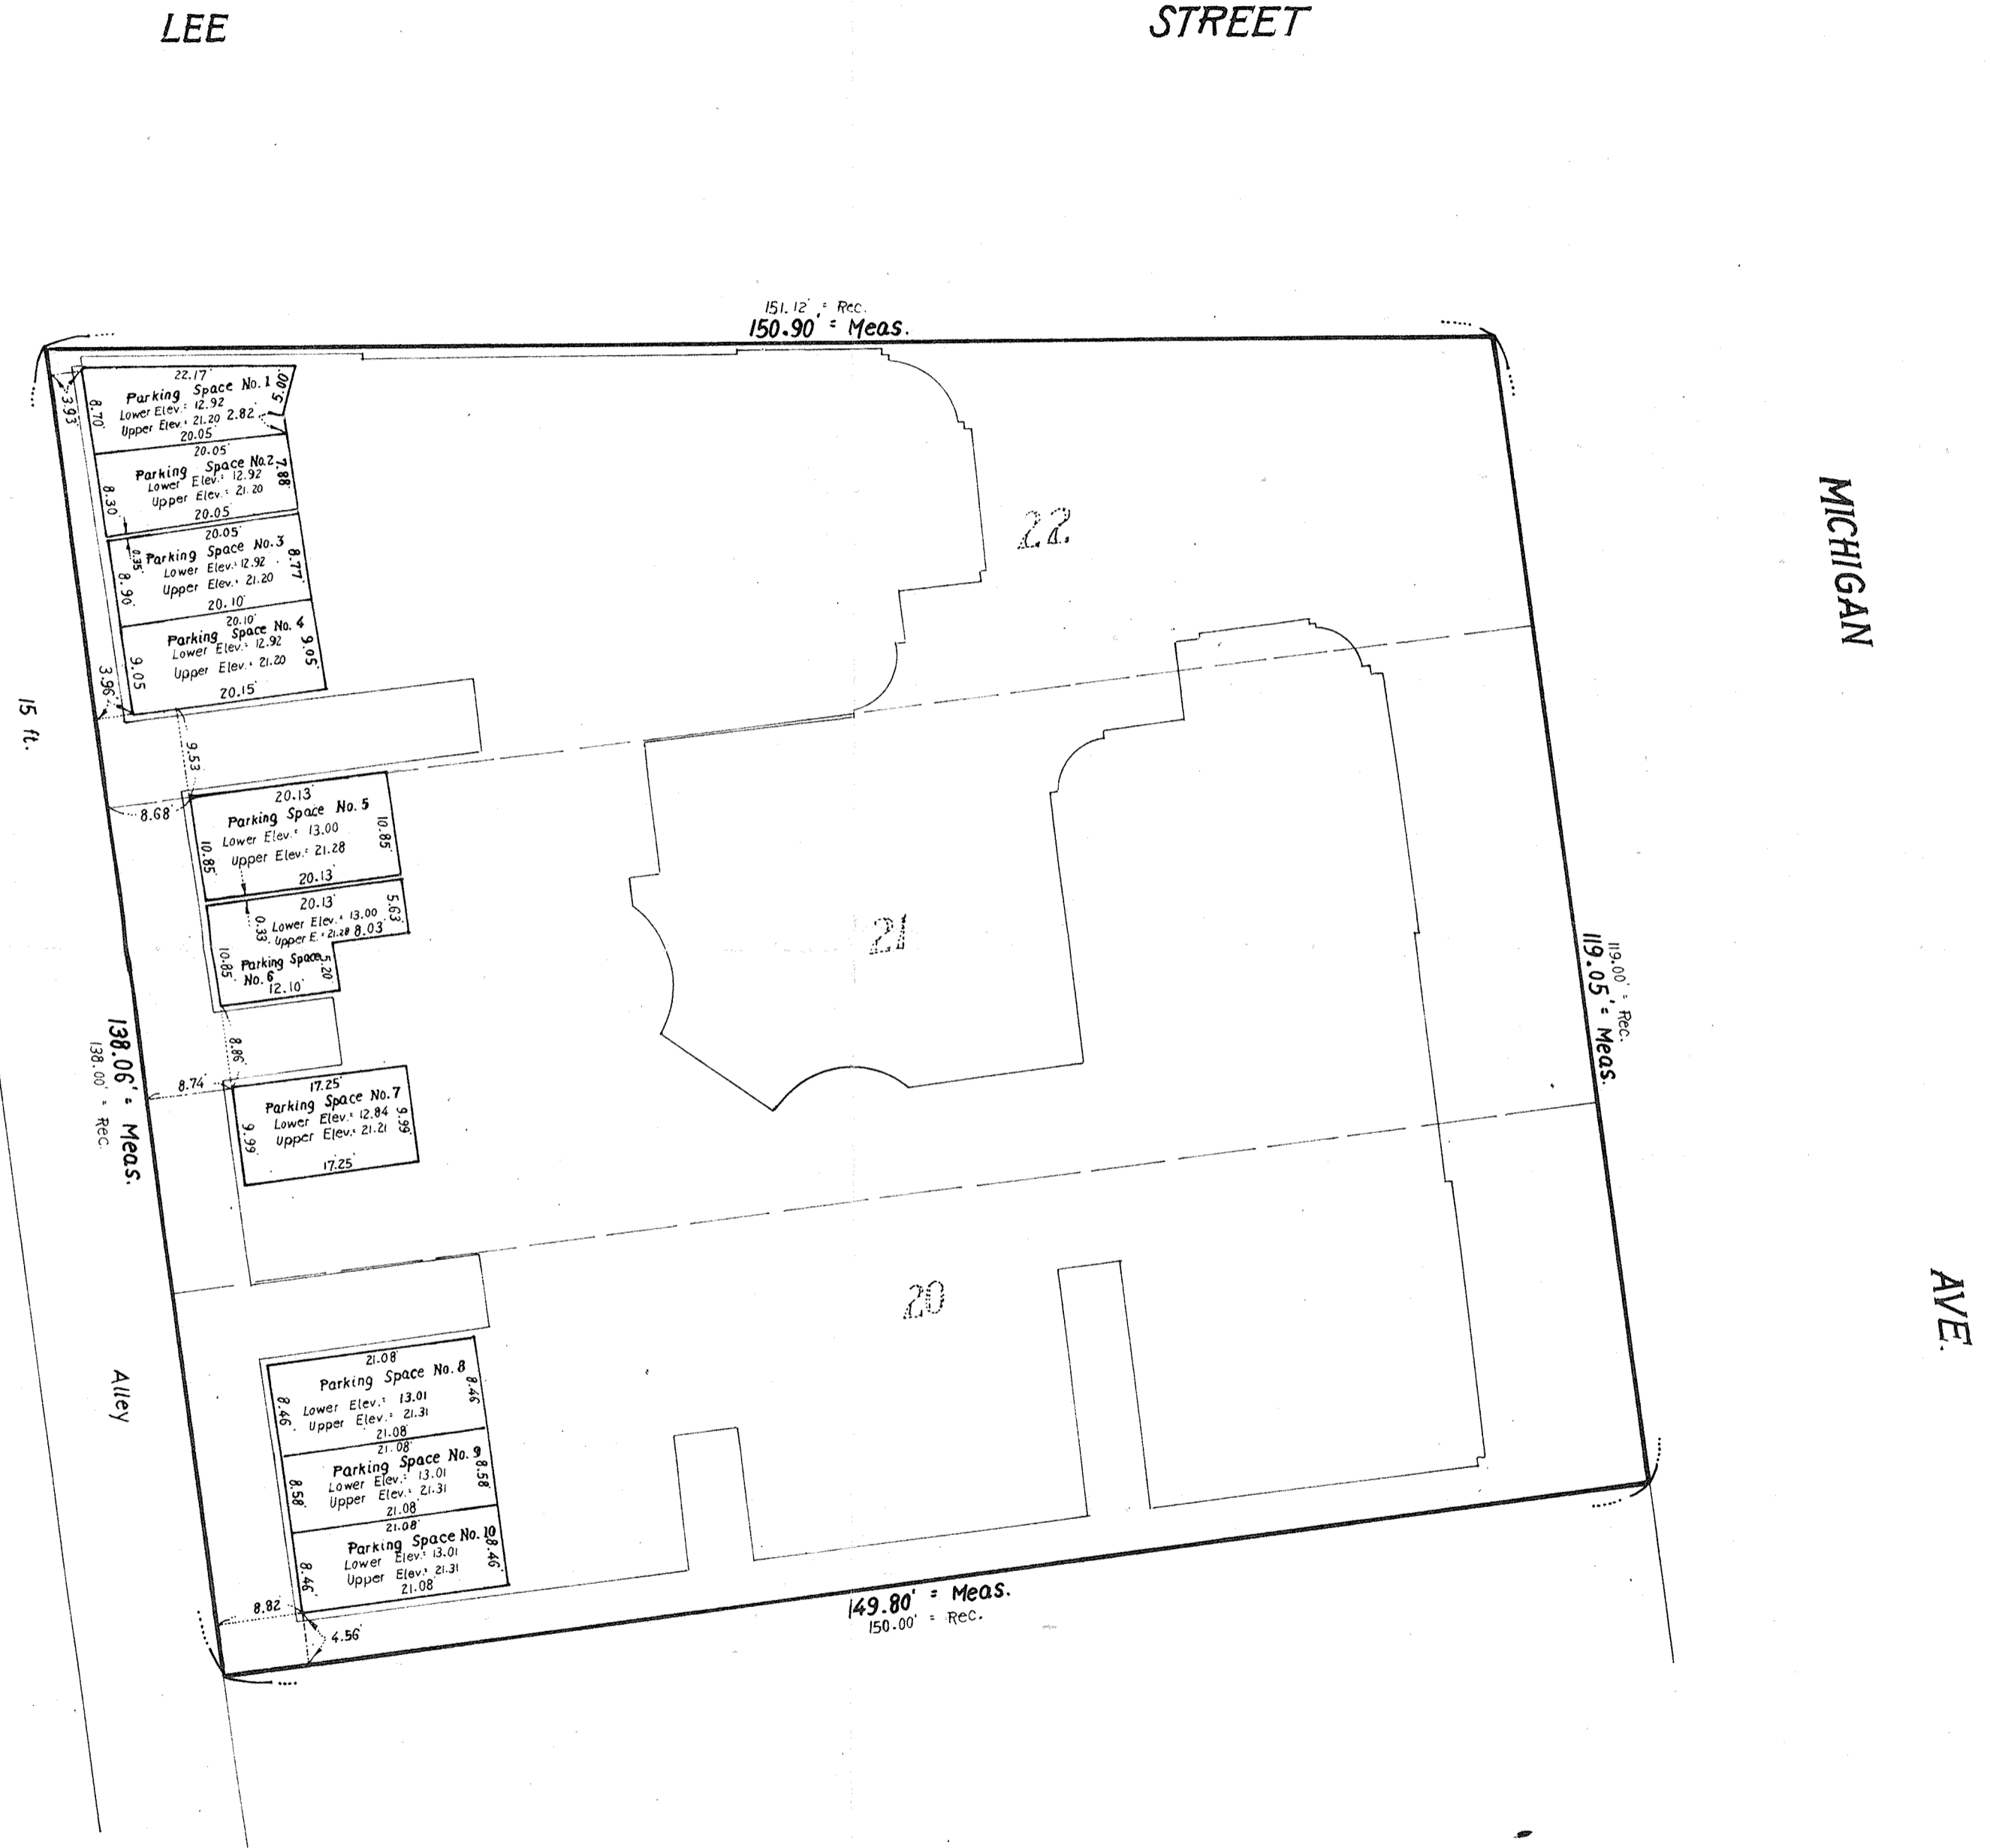 LEE STREET
151.12' = Rec.
150.90' = Meas.
22.17'
Parking Space No. 1
Lower Elev.= 12.92
Upper Elev.= 21.20
2.82
5.00'
8.70'
3.93'
20.05'
20.05'
Parking Space No. 2
Lower Elev.= 12.92
Upper Elev.= 21.20
7.88'
8.30'
20.05'
20.05'
0.35'
Parking Space No. 3
Lower Elev.= 12.92
Upper Elev.= 21.20
8.77'
8.90'
20.10'
20.10'
Parking Space No. 4
Lower Elev.= 12.92
Upper Elev.= 21.20
9.05'
9.05
3.96'
20.15'
22
MICHIGAN
15 ft.
9.53'
8.68'
20.13'
Parking Space No. 5
Lower Elev.= 13.00
Upper Elev.= 21.28
10.85'
10.85'
20.13'
20.13'
0.33'
Lower Elev.= 13.00
Upper E.= 21.28
8.03'
5.63'
Parking Space
No. 6
5.20'
10.85'
12.10'
21
119.00' = Rec.
119.05' = Meas.
8.86'
8.74'
138.06' = Meas.
138.00' = Rec.
17.25'
Parking Space No. 7
Lower Elev.= 12.84
Upper Elev.= 21.21
9.99'
9.99'
17.25'
20
AVE.
Alley
21.08'
Parking Space No. 8
Lower Elev.= 13.01
Upper Elev.= 21.31
8.46'
8.46'
21.08'
21.08'
Parking Space No. 9
Lower Elev.= 13.01
Upper Elev.= 21.31
8.58'
8.58'
21.08'
21.08'
Parking Space No. 10
Lower Elev.= 13.01
Upper Elev.= 21.31
8.46'
8.46'
21.08
8.82'
4.56'
149.80' = Meas.
150.00' = Rec.